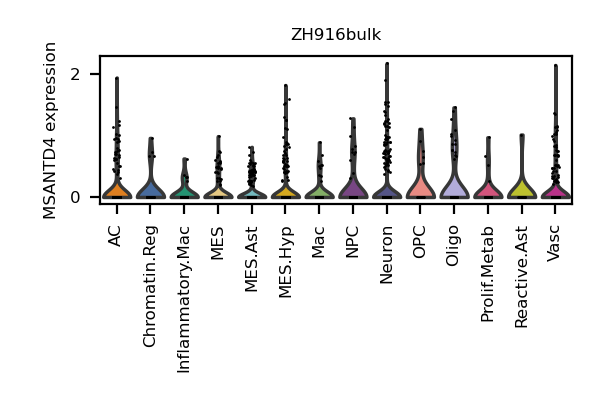 ZH916bulk
MSANTD4 expression
2
0
AC
Chromatin.Reg
Inflammatory.Mac
MES
MES.Ast
MES.Hyp
Mac
NPC
Neuron
OPC
Oligo
Prolif.Metab
Reactive.Ast
Vasc